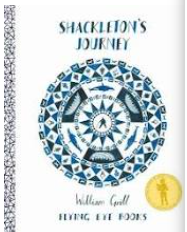 SHACKLETON'S
JOURNEY
William Grill
FLYING EYE BOOKS